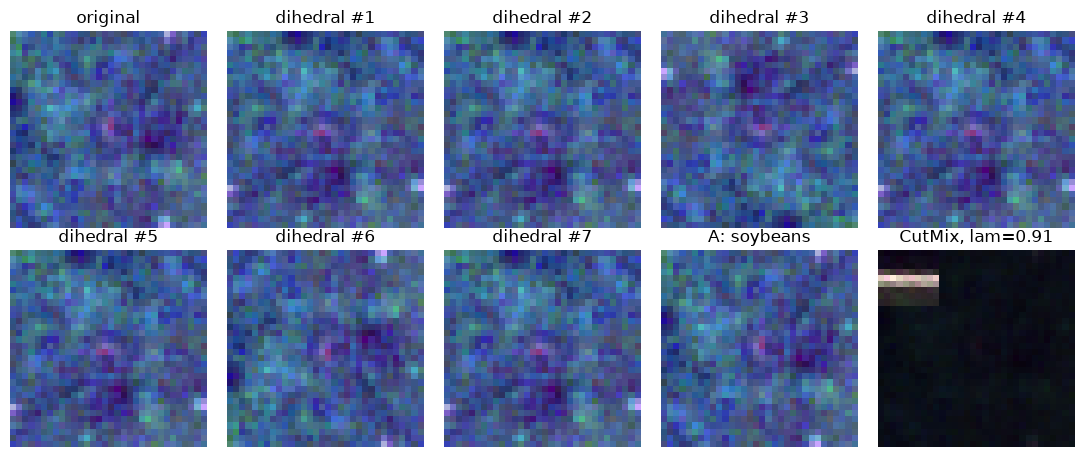 original
dihedral #1
dihedral #2
dihedral #3
dihedral #4
dihedral #5
dihedral #6
dihedral #7
A: soybeans
CutMix, lam=0.91